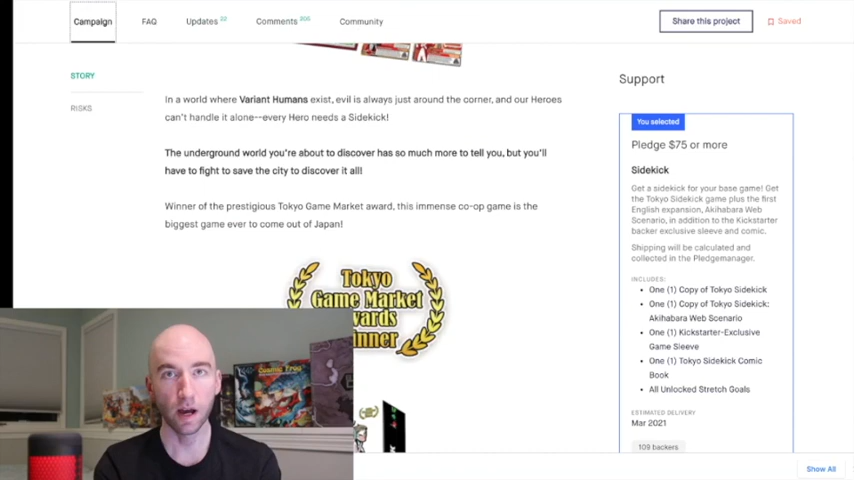 Campaign
FAQ
Updates 22
Comments 205
Community
Share this project
Saved
STORY
RISKS
In a world where Variant Humans exist, evil is always just around the corner, and our Heroes
can't handle it alone--every Hero needs a Sidekick!
The underground world you're about to discover has so much more to tell you, but you'll
have to fight to save the city to discover it all!
Winner of the prestigious Tokyo Game Market award, this immense co-op game is the
biggest game ever to come out of Japan!
Tokyo
Game Market
Support
You selected
Pledge $75 or more
Sidekick
Get a sidekick for your base game! Get
the Tokyo Sidekick game plus the first
English expansion, Akihabara Web
Scenario, in addition to the Kickstarter
backer exclusive sleeve and comic.
Shipping will be calculated and
collected in the Pledgemanager.
INCLUDES:
• One (1) Copy of Tokyo Sidekick
• One (1) Copy of Tokyo Sidekick:
Akihabara Web Scenario
• One (1) Kickstarter-Exclusive
Game Sleeve
• One (1) Tokyo Sidekick Comic
Book
• All Unlocked Stretch Goals
ESTIMATED DELIVERY
Mar 2021
109 backers
Show All